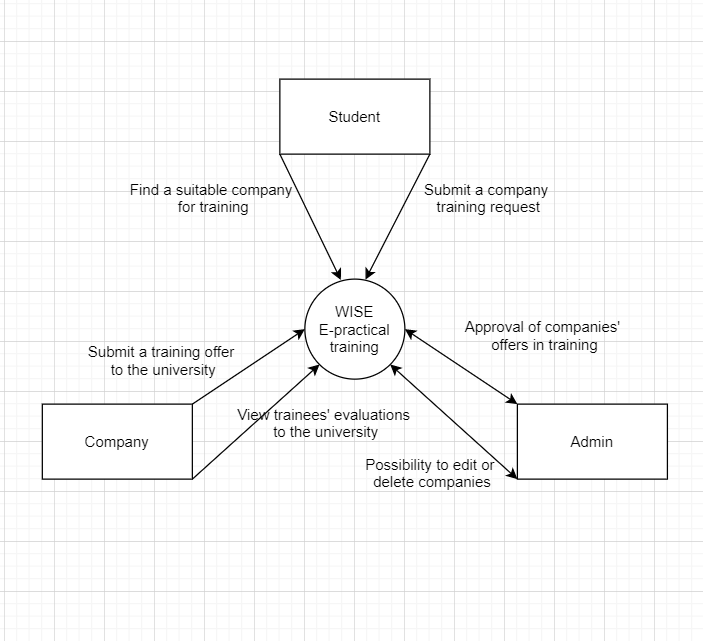 Student
Find a suitable company
for training
Submit a company
training request
WISE
E-practical
training
Approval of companies'
offers in training
Submit a training offer
to the university
View trainees' evaluations
to the university
Company
Admin
Possibility to edit or
delete companies